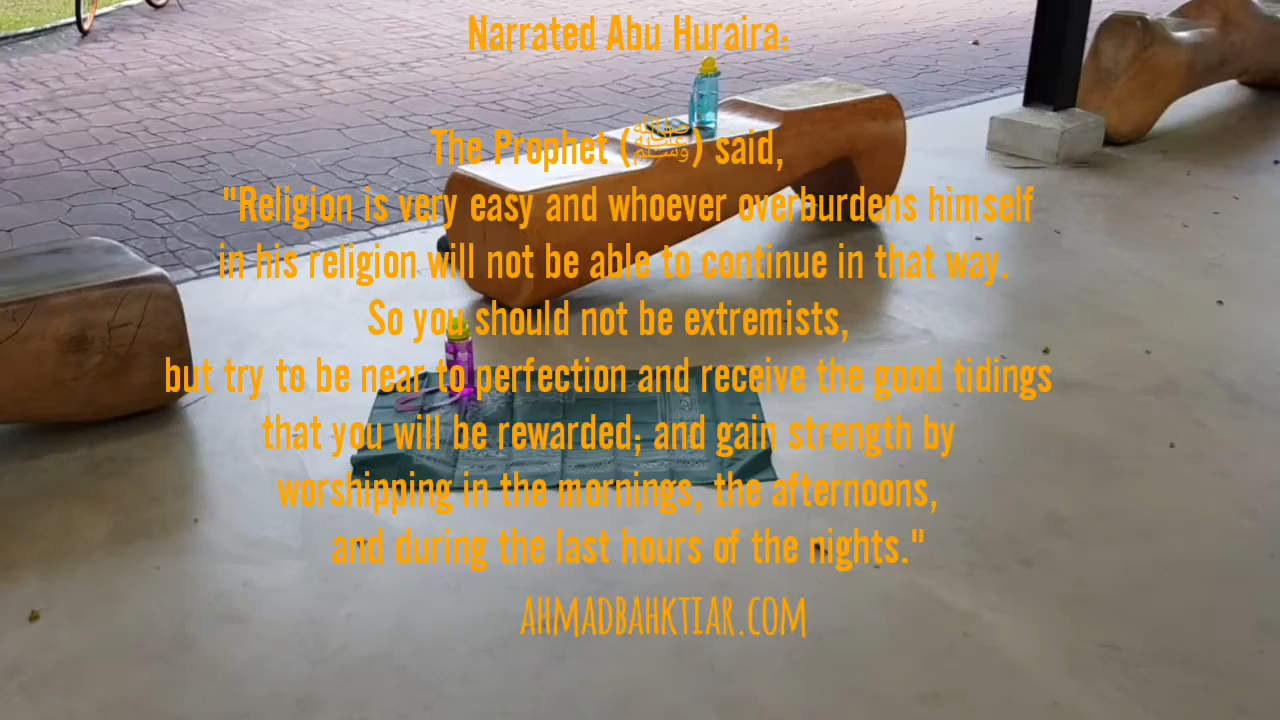 Narrated Abu Huraira:
The Prophet (ﷺ) said,
"Religion is very easy and whoever overburdens himself
in his religion will not be able to continue in that way.
So you should not be extremists,
but try to be near to perfection and receive the good tidings
that you will be rewarded; and gain strength by
worshipping in the mornings, the afternoons,
and during the last hours of the nights."
AHMADBAHKTIAR.COM